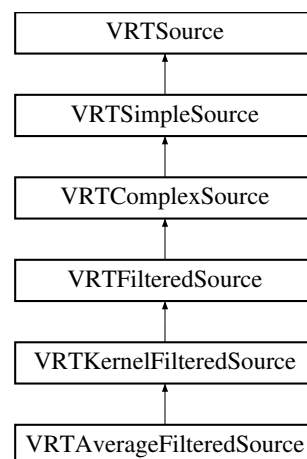 VRTSource
VRTSimpleSource
VRTComplexSource
VRTFilteredSource
VRTKernelFilteredSource
VRTAverageFilteredSource